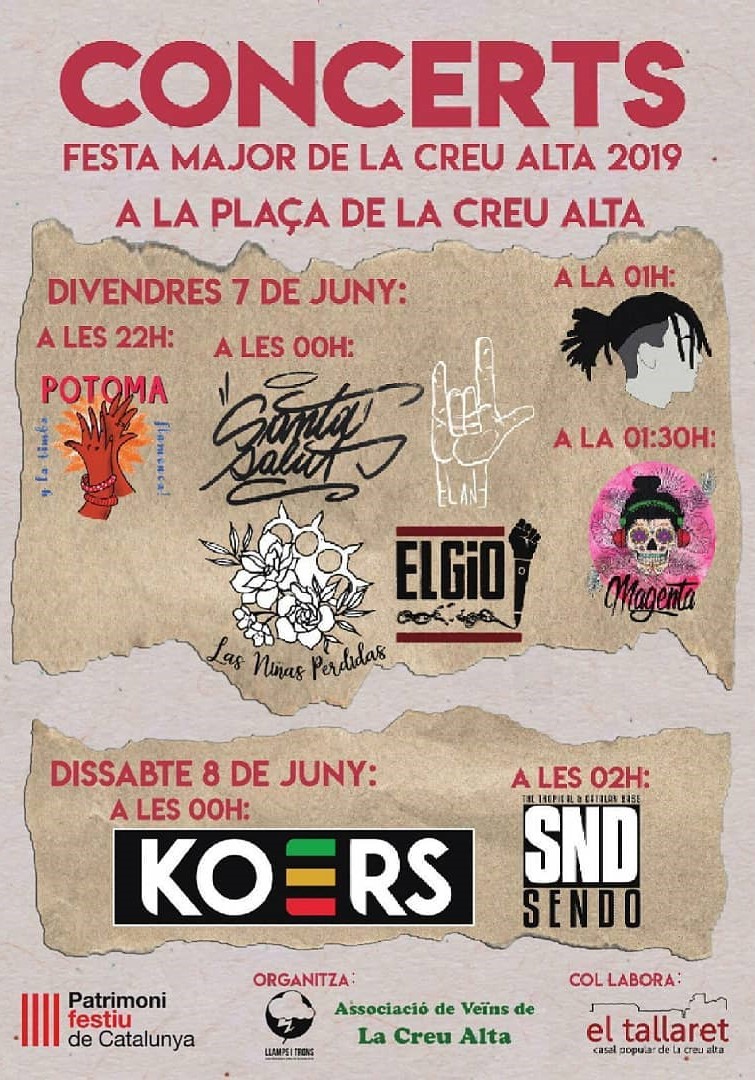 CONCERTS
FESTA MAJOR DE LA CREU ALTA 2019
A LA PLAÇA DE LA CREU ALTA
DIVENDRES 7 DE JUNY:
A LES 22H:
POTOMA
y la timba
flamenca!
A LES 00H:
Santa
Salut
ELANE
Las Ninas Perdidas
ELGiO
A LA 01H:
A LA 01:30H:
Magenta
DISSABTE 8 DE JUNY:
A LES 00H:
KOERS
A LES 02H:
THE TROPICAL & CATALAN BASE
SND
SENDO
Patrimoni
festiu
de Catalunya
ORGANITZA:
LLAMPS I TRONS
Associació de Veïns de
La Creu Alta
COL LABORA:
el tallaret
casal popular de la creu alta